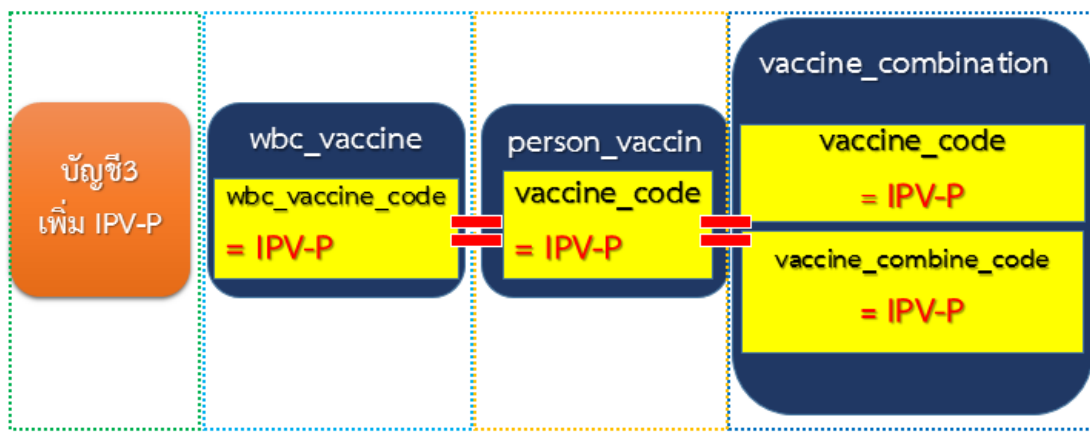 บัญชี3
เพิ่ม IPV-P
wbc_vaccine
wbc_vaccine_code
= IPV-P
person_vaccin
vaccine_code
= IPV-P
vaccine_combination
vaccine_code
= IPV-P
vaccine_combine_code
= IPV-P